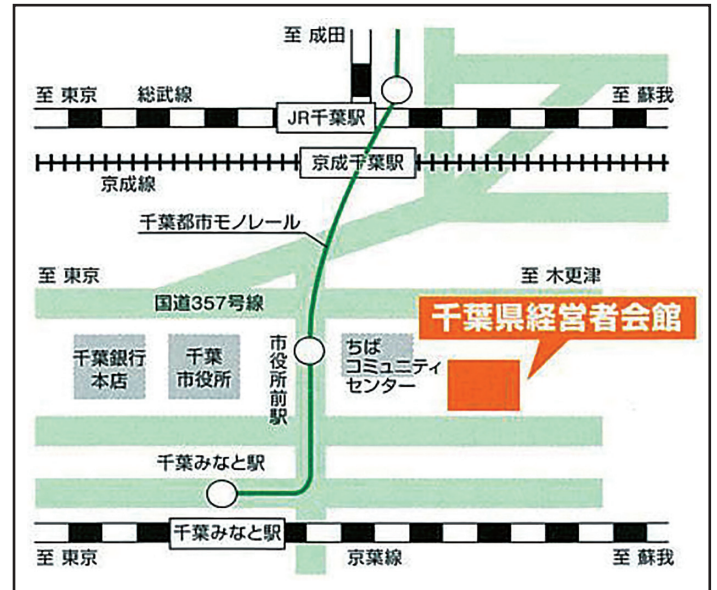 至 成田
至 東京
総武線
至 蘇我
JR千葉駅
京成千葉駅
京成線
千葉都市モノレール
至 東京
至 木更津
国道357号線
千葉県経営者会館
千葉銀行
本店
千葉
市役所
市役所前駅
ちば
コミュニティ
センター
千葉みなと駅
千葉みなと駅
至 東京
京葉線
至 蘇我